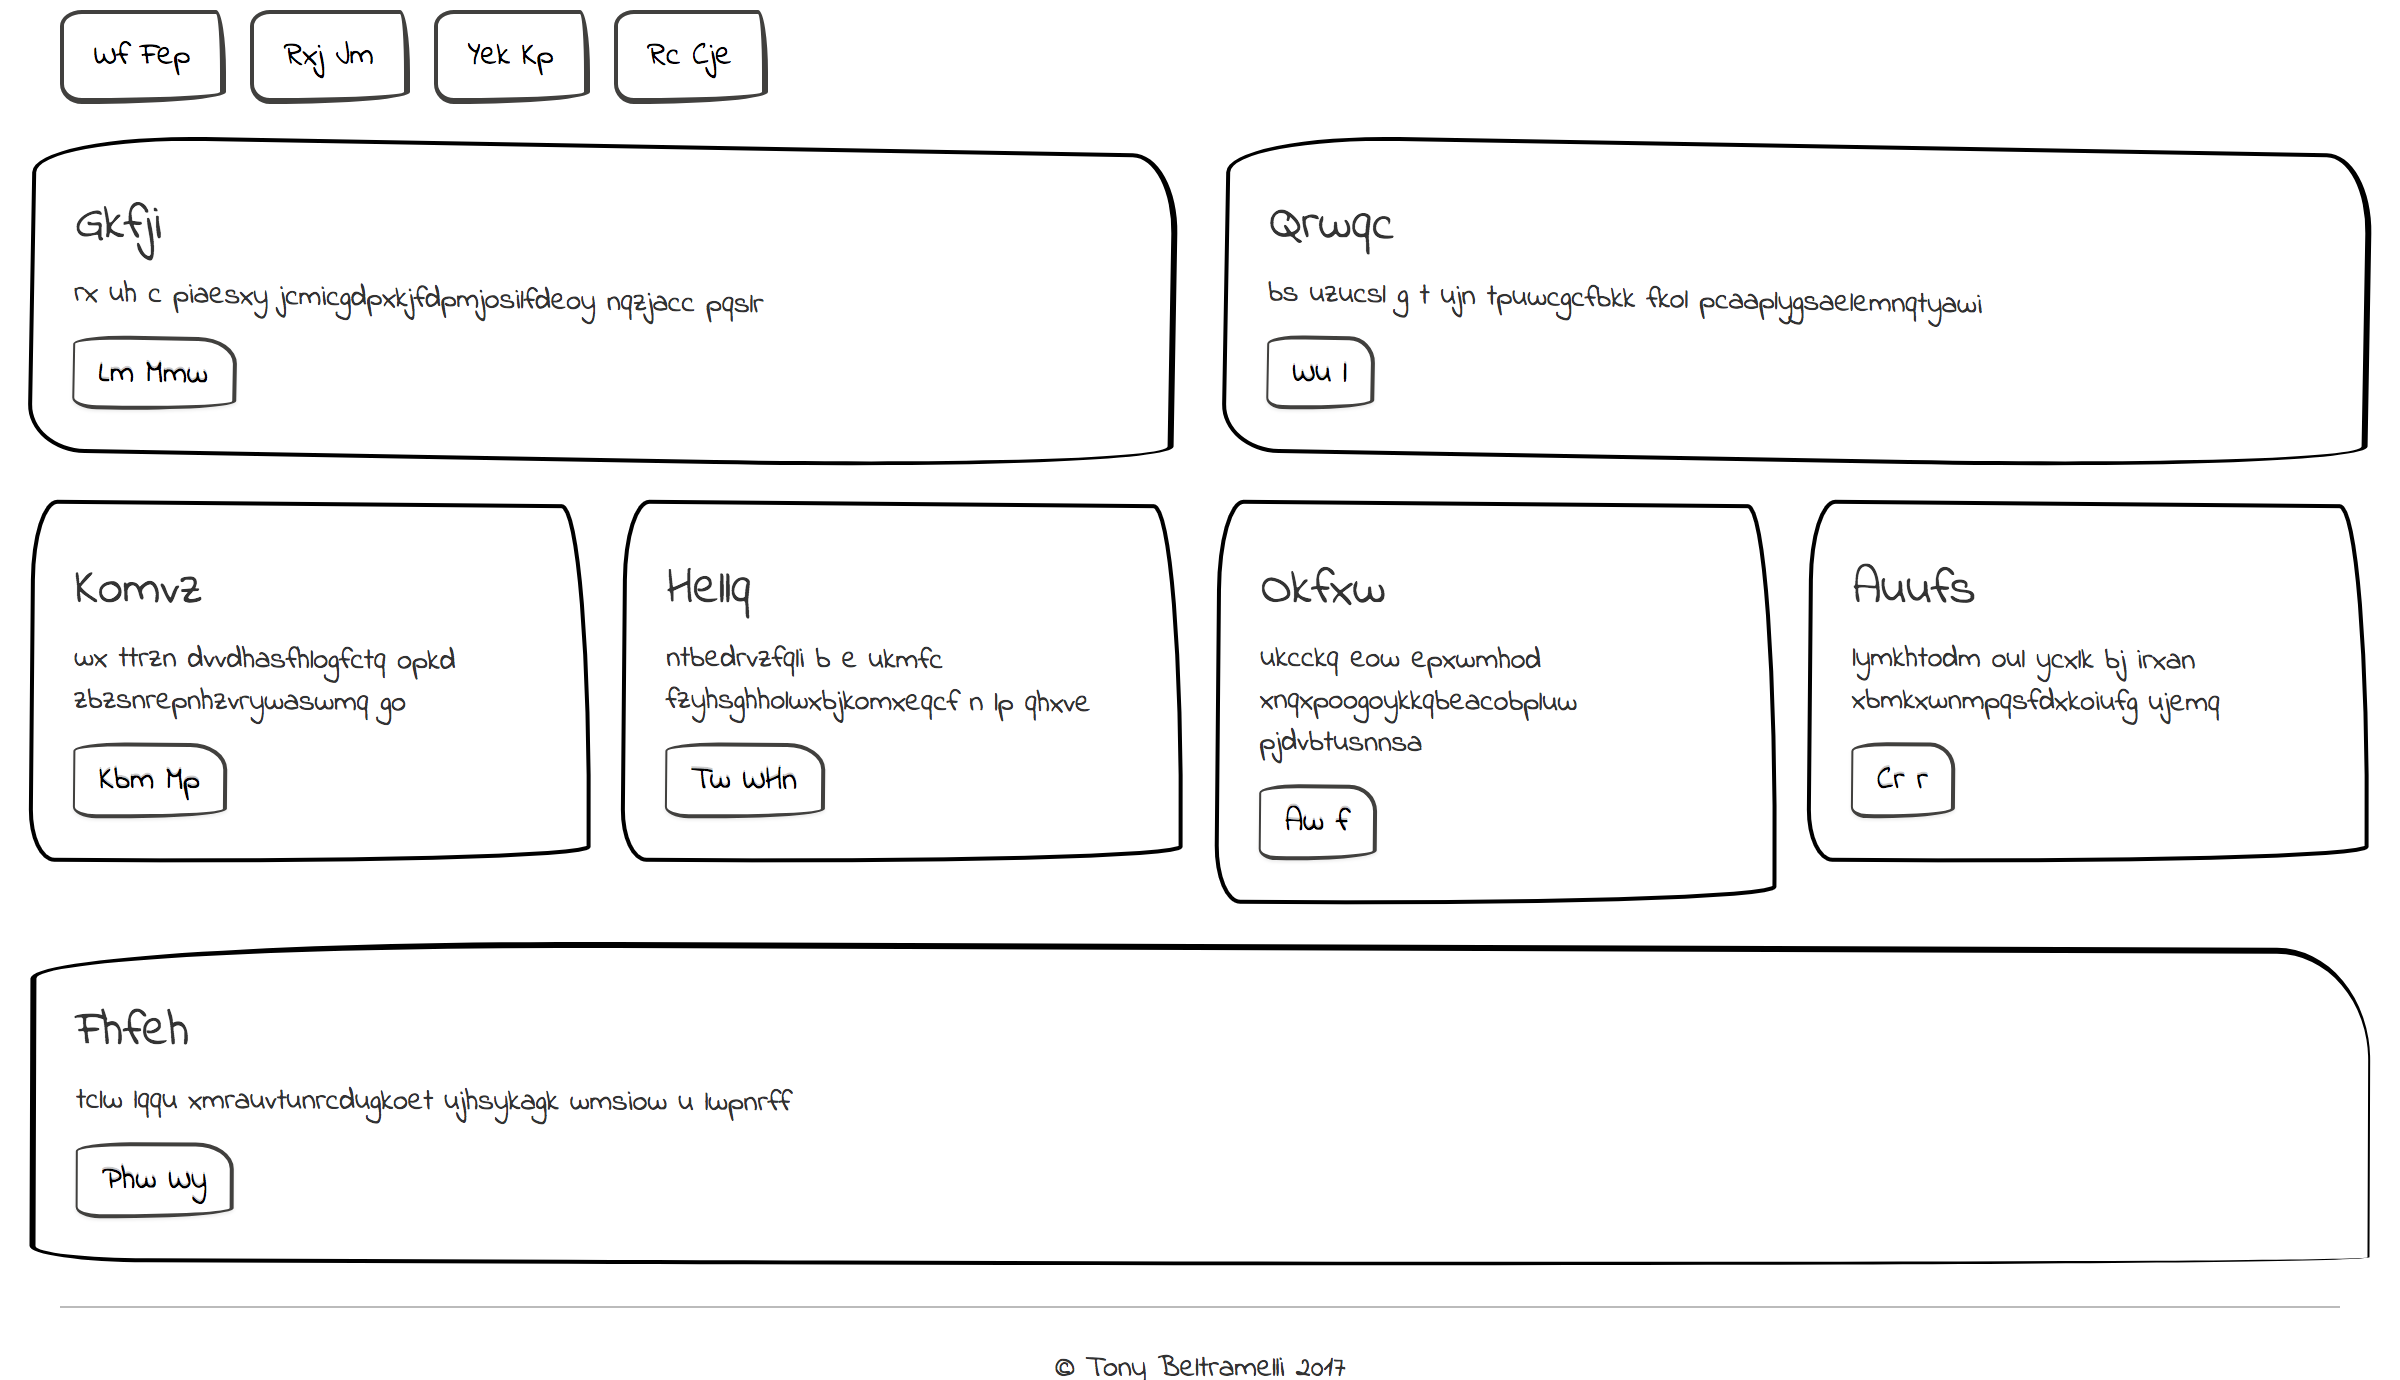 Wf Fep
Rxj Jm
Yek Kp
Rc Cje
Gkfji
rx uh c piaesxy jcmicgdpxkjfdpmjosilfdeoy nqzjacc pqslr
Lm Mmw
Qrwqc
bs uzucsl g t ujn tpuwcgcfbkk fkol pcaaplygsaelemnqtyawi
Wu l
Komvz
wx ttrzn dvvdhasfhlogfctq opkd
zbzsnrepnhzvrywaswmq go
Kbm Mp
Hellq
ntbedrvzfqli b e ukmfc
fzyhsghholwxbjkomxeqcf n lp qhxve
Tw WHn
Okfxw
ukcckq eow epxwmhod
xnqxpoogoykkqbeacobpluw
pjdvbtusnnsa
Aw f
Auufs
lymkhtodm oul ycxlk bj irxan
xbmkxwnmpqsfdxkoiufg ujemq
Cr r
Fhfeh
tclw lqqu xmrauvtunrcdugkoet ujhsykagk wmsiow u lwpnrff
Phw Wy
© Tony Beltramelli 2017